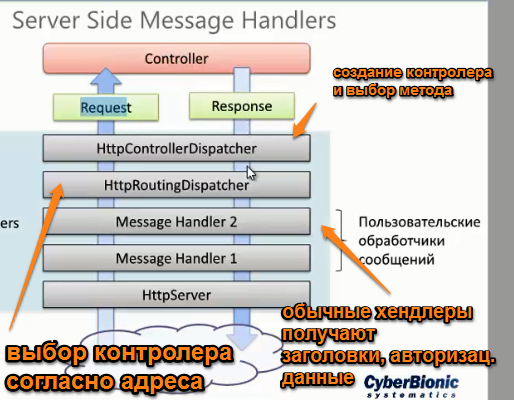 Server Side Message Handlers
Controller
создание контролера
и выбор метода
Request
Response
HttpControllerDispatcher
HttpRoutingDispatcher
ers
Message Handler 2
Message Handler 1
Пользовательские
обработчики
сообщений
HttpServer
выбор контролера
согласно адреса
обычные хендлеры
получают
заголовки, авторизац.
данные
CyberBionic
systematics